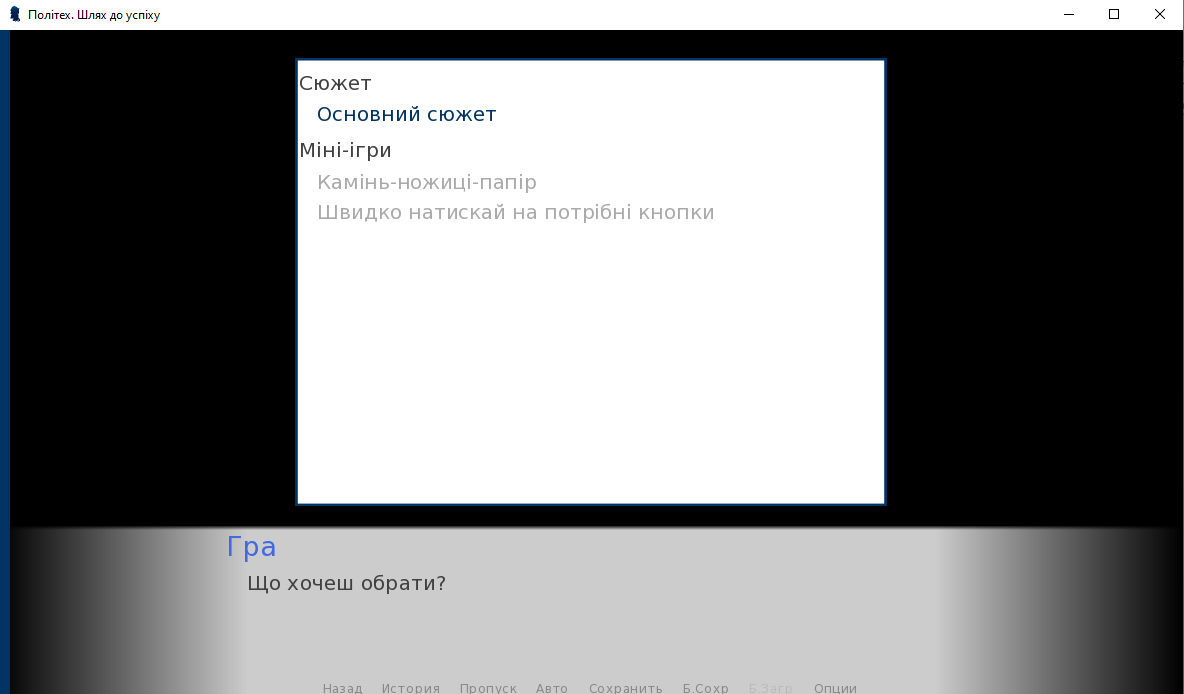 Політех. Шлях до успіху
Сюжет
Основний сюжет
Міні-ігри
Камінь-ножиці-папір
Швидко натискай на потрібні кнопки
Гра
Що хочеш обрати?
Назад История Пропуск Авто Сохранить Б.Сохр Б.Загр Опции